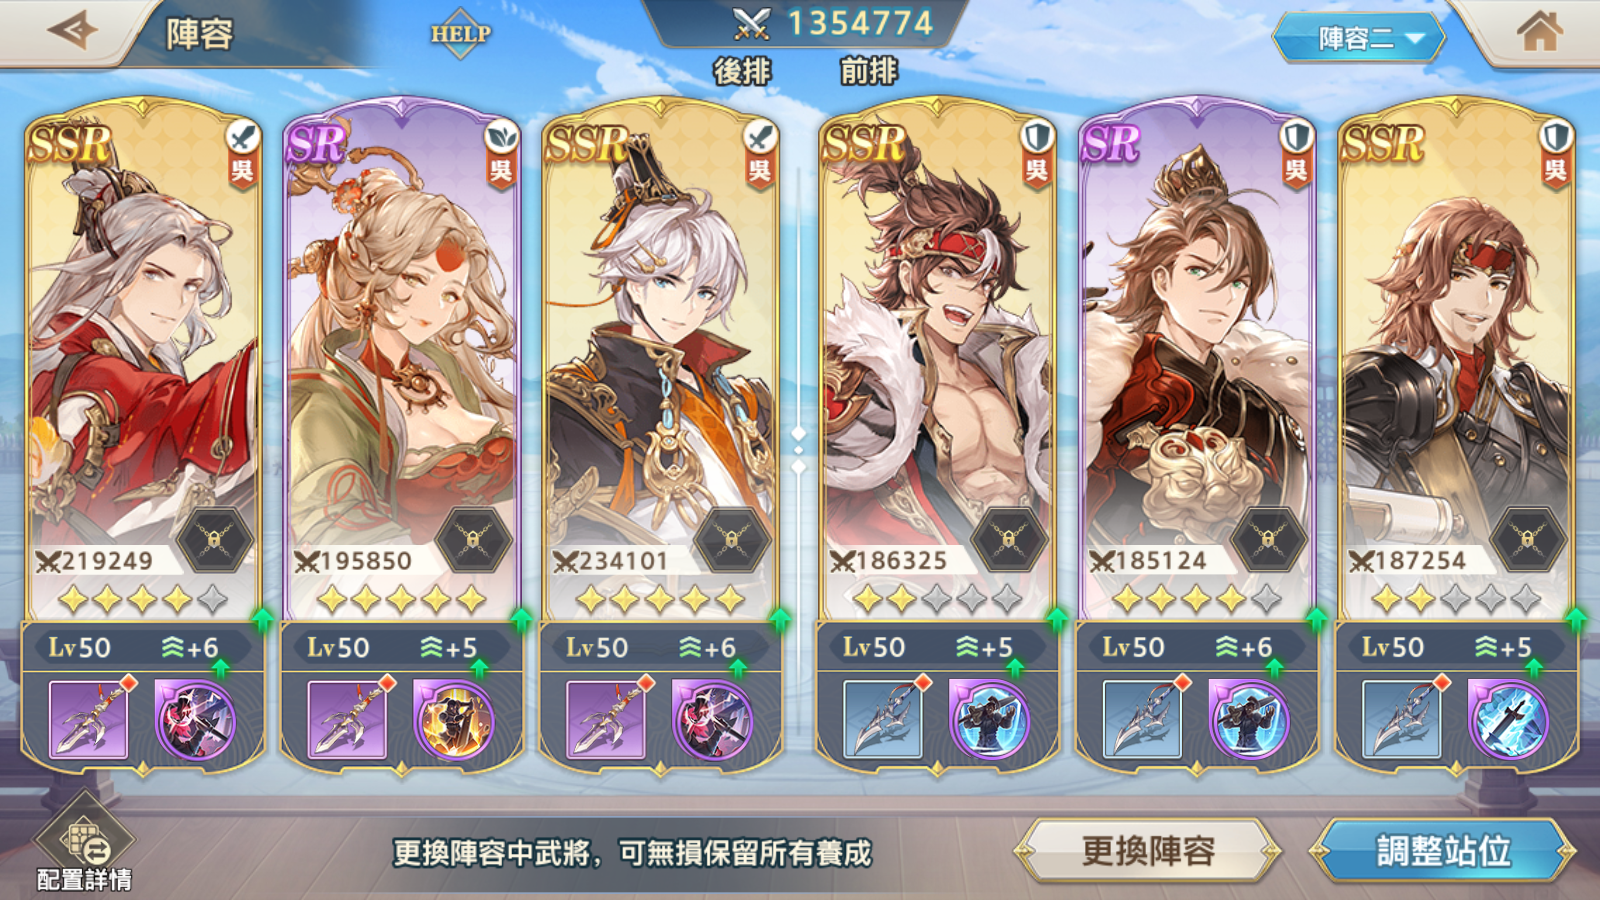 陣容
HELP
1354774
陣容二
後排
前排
SSR
吳
SR
吳
SSR
吳
SSR
吳
SR
吳
SSR
吳
219249
195850
234101
186325
185124
187254
Lv50
+6
Lv50
+5
Lv50
+6
Lv50
+5
Lv50
+6
Lv50
+5
配置詳情
更換陣容中武將，可無損保留所有養成
更換陣容
調整站位